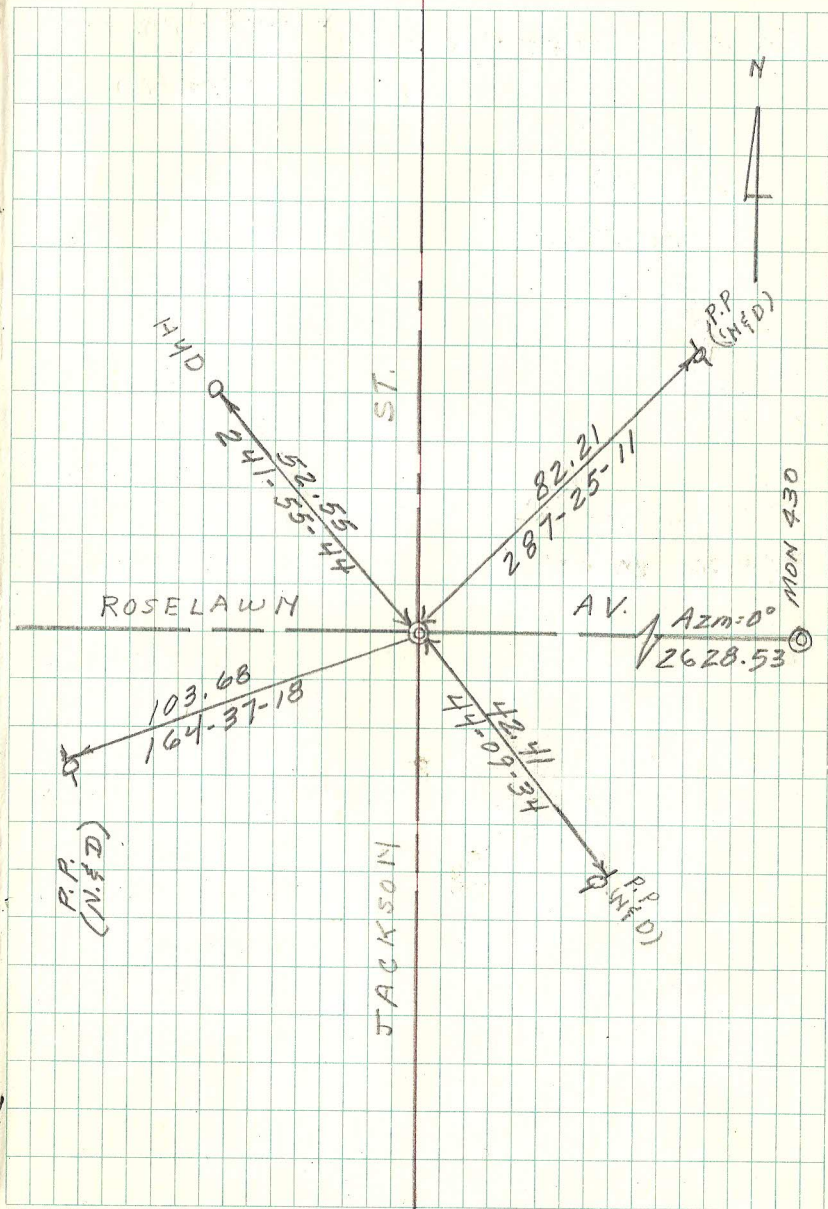 N
P.P
(N&D)
HYD
ST.
52.55
241-55-44
82.21
287-25-11
MON 430
ROSELAWN
AV.
Azm=0°
2628.53
103.68
164-37-18
42.41
44-09-34
P.P.
(N.&D)
P.P
(N&D)
JACKSON